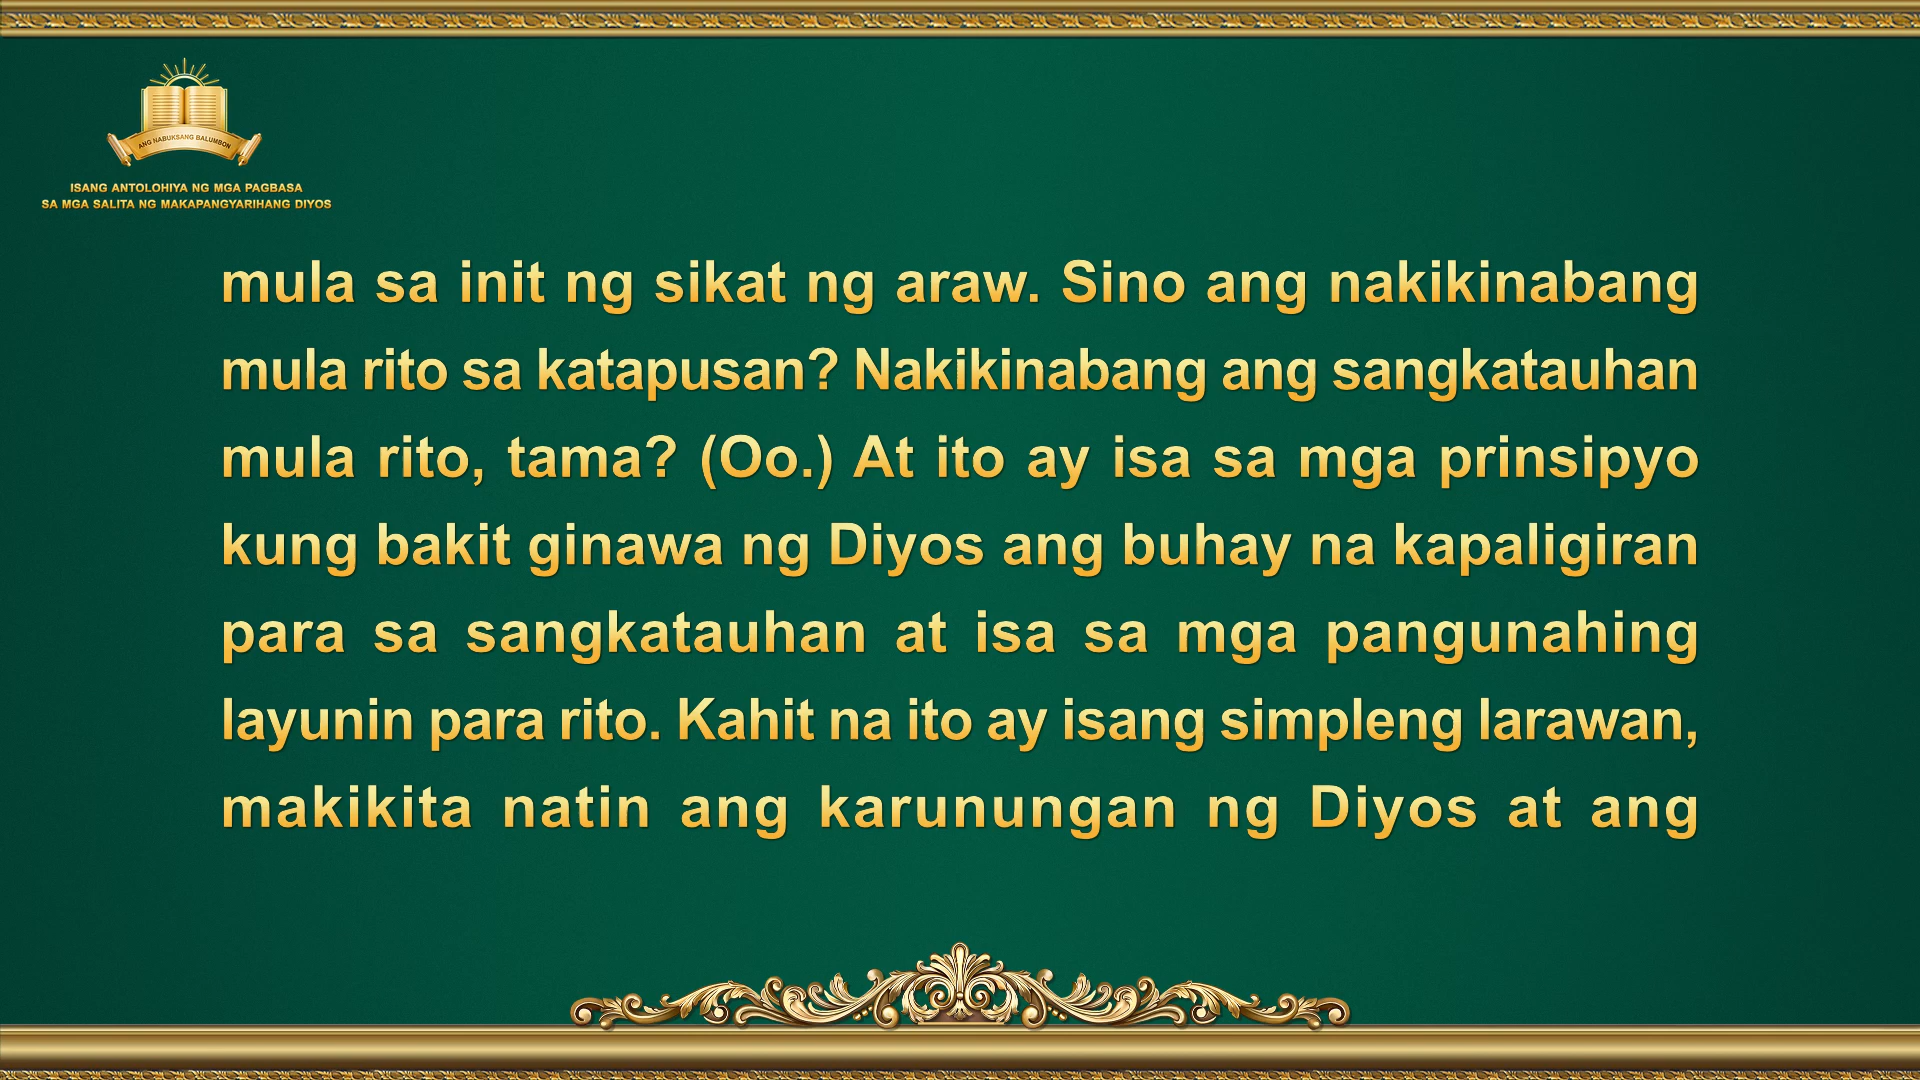 ANG NABUKSANG BALUMBON
ISANG ANTOLOHIYA NG MGA PAGBASA
SA MGA SALITA NG MAKAPANGYARIHANG DIYOS
mula sa init ng sikat ng araw. Sino ang nakikinabang
mula rito sa katapusan? Nakikinabang ang sangkatauhan
mula rito, tama? (Oo.) At ito ay isa sa mga prinsipyo
kung bakit ginawa ng Diyos ang buhay na kapaligiran
para sa sangkatauhan at isa sa mga pangunahing
layunin para rito. Kahit na ito ay isang simpleng larawan,
makikita natin ang karunungan ng Diyos at ang